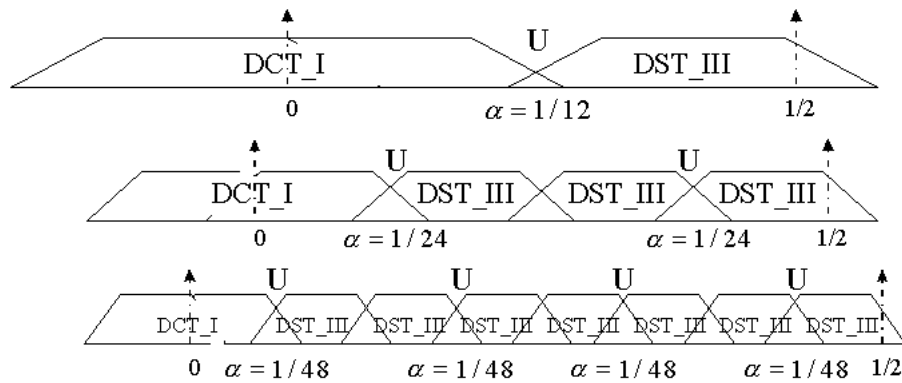 U
DCT_I DST_III
0 α = 1/12 1/2
U U
DCT_I DST_III DST_III DST_III
0 α = 1/24 α = 1/24 1/2
U U U U
DCT_I DST_III DST_III DST_III DST_III DST_III DST_III DST_III
0 α = 1/48 α = 1/48 α = 1/48 α = 1/48 1/2